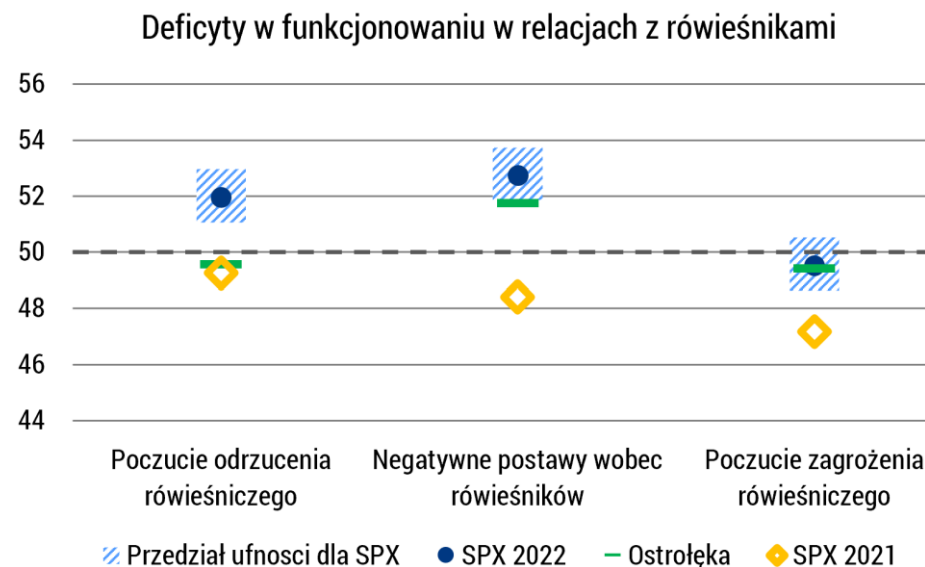 Deficyty w funkcjonowaniu w relacjach z rówieśnikami
56
54
52
50
48
46
44
Poczucie odrzucenia
rówieśniczego
Negatywne postawy wobec
rówieśników
Poczucie zagrożenia
rówieśniczego
Przedział ufnosci dla SPX
SPX 2022
Ostrołęka
SPX 2021